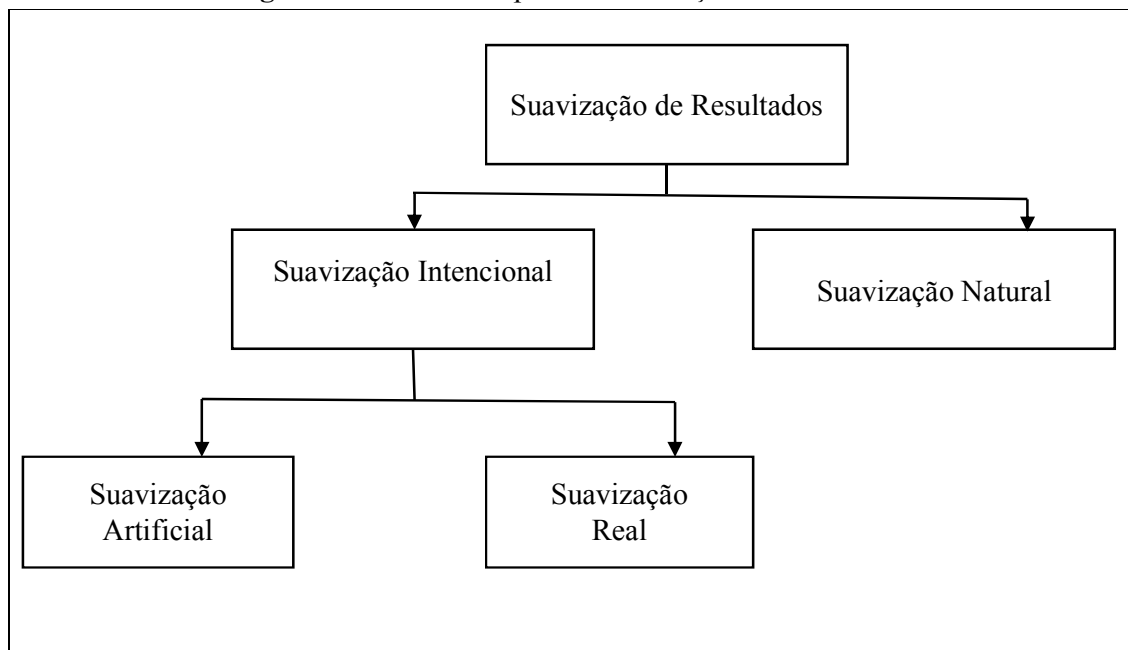 Suavização de Resultados
Suavização Intencional
Suavização Natural
Suavização
Artificial
Suavização
Real